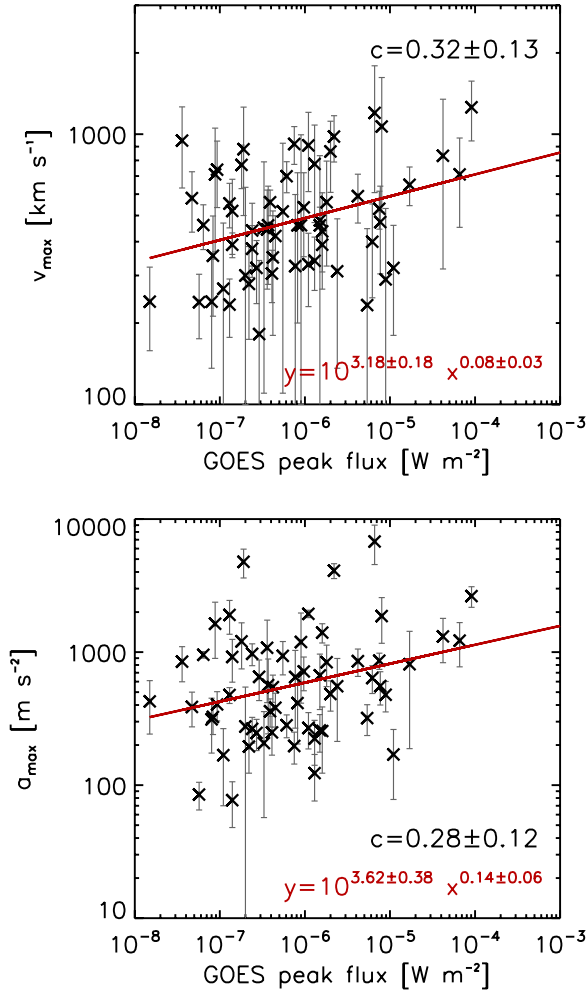 c=0.32±0.13
1000
v_max [km s⁻¹]
y=10^3.18±0.18 x^0.08±0.03
100
10⁻⁸ 10⁻⁷ 10⁻⁶ 10⁻⁵ 10⁻⁴ 10⁻³
GOES peak flux [W m⁻²]
10000
1000
a_max [m s⁻²]
100
c=0.28±0.12
y=10^3.62±0.38 x^0.14±0.06
10
10⁻⁸ 10⁻⁷ 10⁻⁶ 10⁻⁵ 10⁻⁴ 10⁻³
GOES peak flux [W m⁻²]